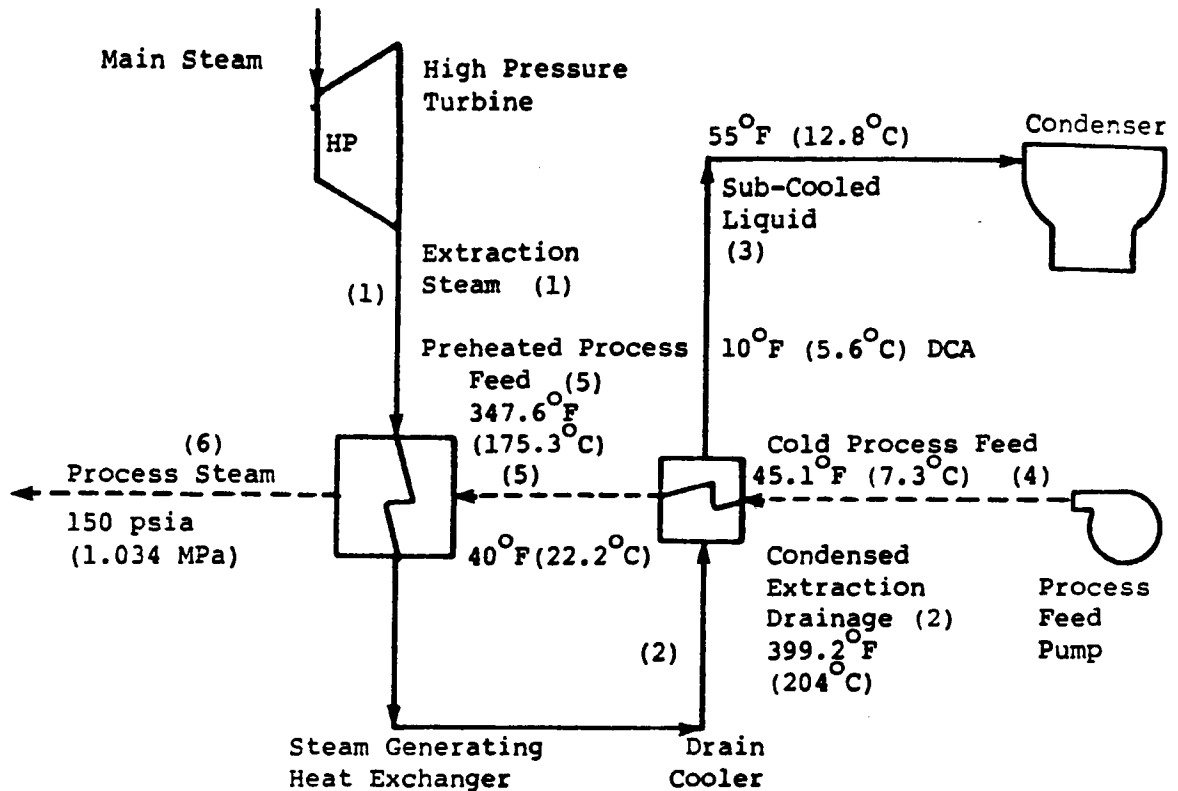 Main Steam
High Pressure
Turbine
HP
55°F (12.8°C)
Condenser
Sub-Cooled
Liquid
(3)
Extraction
Steam (1)
(1)
Preheated Process
Feed (5)
347.6°F
(175.3°C)
(5)
10°F (5.6°C) DCA
(6)
Process Steam
150 psia
(1.034 MPa)
Cold Process Feed
45.1°F (7.3°C) (4)
40°F(22.2°C)
Condensed
Extraction
Drainage (2)
399.2°F
(204°C)
(2)
Process
Feed
Pump
Steam Generating
Heat Exchanger
Drain
Cooler